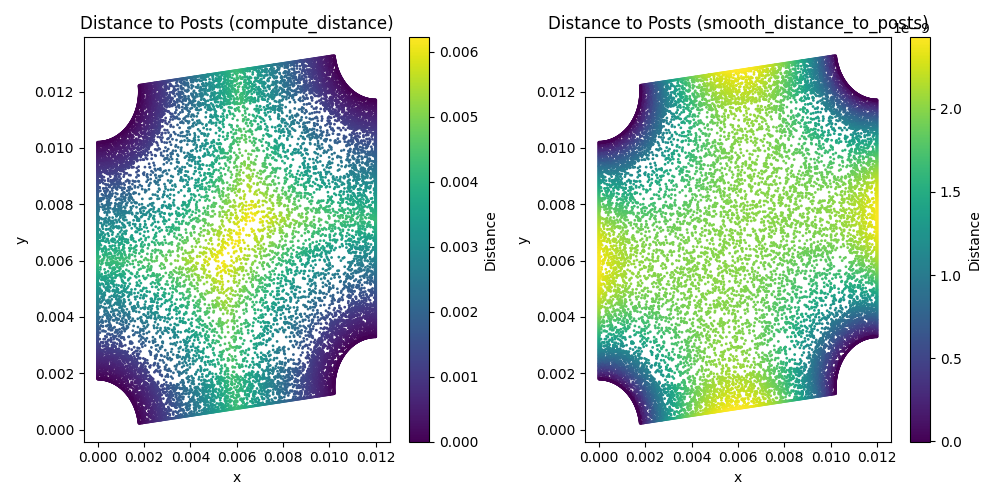 Distance to Posts (compute_distance)
0.012
0.010
0.008
0.006
0.004
0.002
0.000
y
0.000 0.002 0.004 0.006 0.008 0.010 0.012
x
0.006
0.005
0.004
0.003
0.002
0.001
0.000
Distance
Distance to Posts (smooth_distance_to_posts)
1e−9
0.012
0.010
0.008
0.006
0.004
0.002
0.000
y
0.000 0.002 0.004 0.006 0.008 0.010 0.012
x
2.0
1.5
1.0
0.5
0.0
Distance